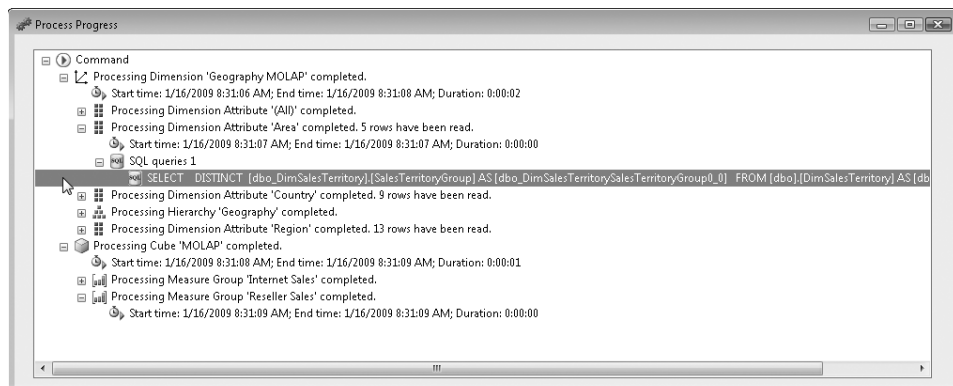 Process Progress
Command
Processing Dimension 'Geography MOLAP' completed.
Start time: 1/16/2009 8:31:06 AM; End time: 1/16/2009 8:31:08 AM; Duration: 0:00:02
Processing Dimension Attribute '(All)' completed.
Processing Dimension Attribute 'Area' completed. 5 rows have been read.
Start time: 1/16/2009 8:31:07 AM; End time: 1/16/2009 8:31:07 AM; Duration: 0:00:00
SQL queries 1
SQL SELECT DISTINCT [dbo_DimSalesTerritory].[SalesTerritoryGroup] AS [dbo_DimSalesTerritorySalesTerritoryGroup0_0] FROM [dbo].[DimSalesTerritory] AS [db
Processing Dimension Attribute 'Country' completed. 9 rows have been read.
Processing Hierarchy 'Geography' completed.
Processing Dimension Attribute 'Region' completed. 13 rows have been read.
Processing Cube 'MOLAP' completed.
Start time: 1/16/2009 8:31:08 AM; End time: 1/16/2009 8:31:09 AM; Duration: 0:00:01
Processing Measure Group 'Internet Sales' completed.
Processing Measure Group 'Reseller Sales' completed.
Start time: 1/16/2009 8:31:09 AM; End time: 1/16/2009 8:31:09 AM; Duration: 0:00:00